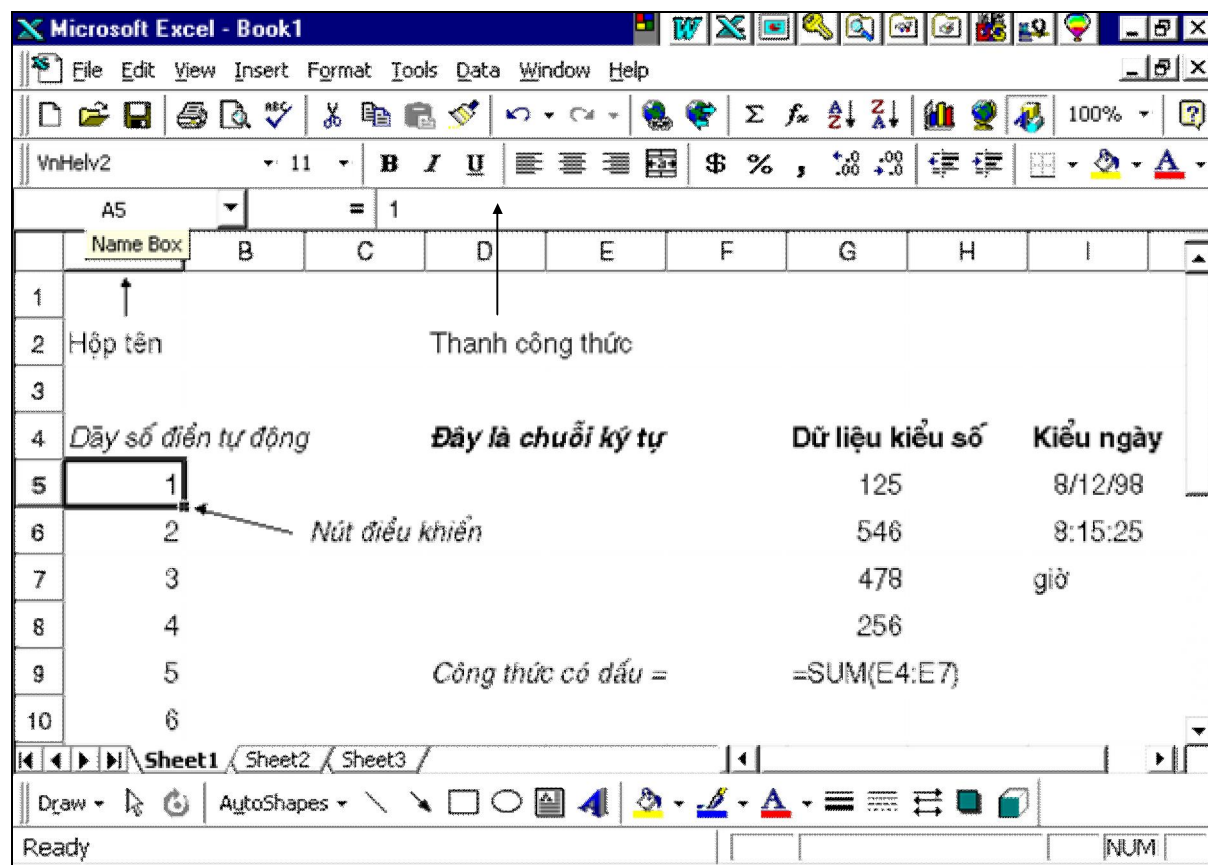 Microsoft Excel - Book1
File Edit View Insert Format Tools Data Window Help
100%
VnHelv2 11 B I U $ % ,
A5 = 1
Name Box
B C D E F G H I
1
2 Hộp tên Thanh công thức
3
4 Dãy số điền tự động Đây là chuỗi ký tự Dữ liệu kiểu số Kiểu ngày
5 1 125 8/12/98
6 2 Nút điều khiển 546 8:15:25
7 3 478 giờ
8 4 256
9 5 Công thức có dấu = =SUM(E4:E7)
10 6
Sheet1 Sheet2 Sheet3
Draw AutoShapes
Ready NUM